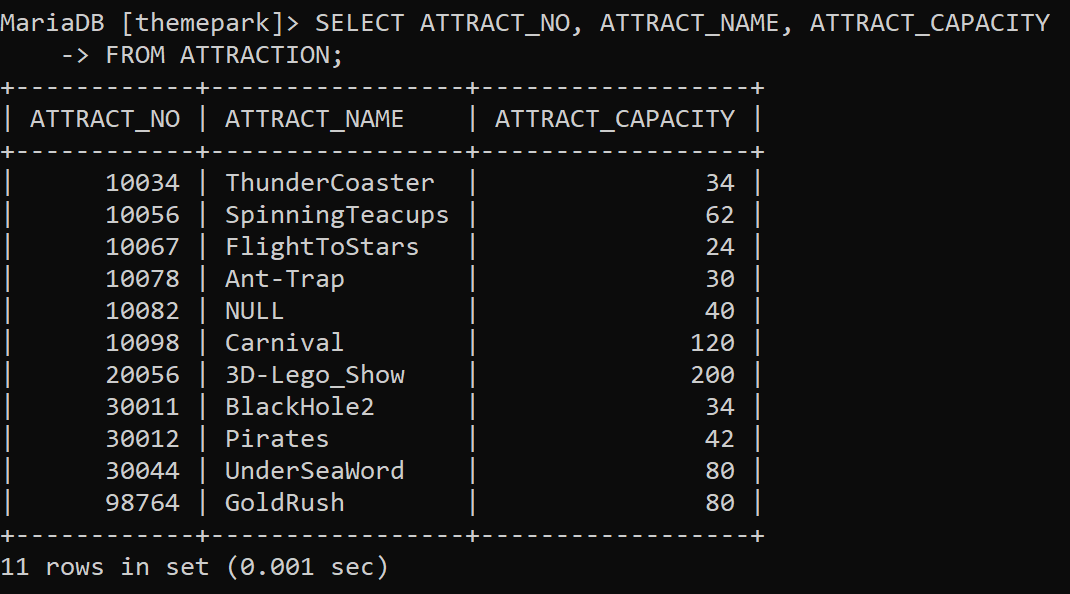 MariaDB [themepark]> SELECT ATTRACT_NO, ATTRACT_NAME, ATTRACT_CAPACITY
    -> FROM ATTRACTION;
+------------+-----------------+------------------+
| ATTRACT_NO | ATTRACT_NAME    | ATTRACT_CAPACITY |
+------------+-----------------+------------------+
|      10034 | ThunderCoaster  |               34 |
|      10056 | SpinningTeacups |               62 |
|      10067 | FlightToStars   |               24 |
|      10078 | Ant-Trap        |               30 |
|      10082 | NULL            |               40 |
|      10098 | Carnival        |              120 |
|      20056 | 3D-Lego_Show    |              200 |
|      30011 | BlackHole2      |               34 |
|      30012 | Pirates         |               42 |
|      30044 | UnderSeaWord    |               80 |
|      98764 | GoldRush        |               80 |
+------------+-----------------+------------------+
11 rows in set (0.001 sec)